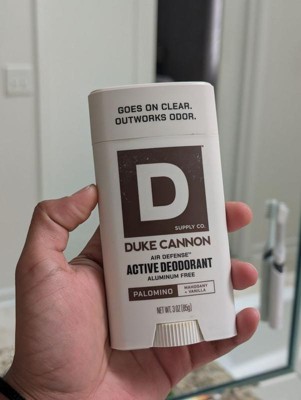 GOES ON CLEAR.
OUTWORKS ODOR.
D
SUPPLY CO.
DUKE CANNON
AIR DEFENSE™
ACTIVE DEODORANT
ALUMINUM FREE
PALOMINO MAHOGANY
+ VANILLA
NET WT. 3 OZ (85g)